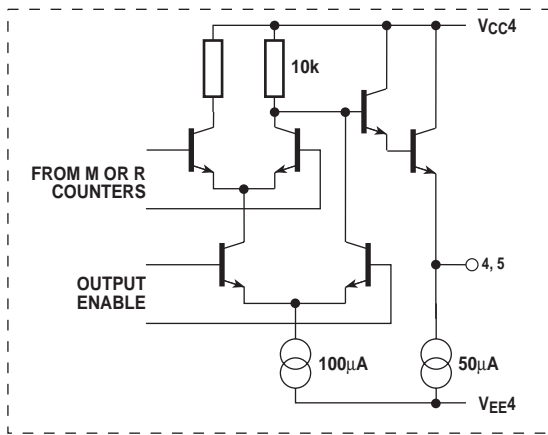 VCC4
10k
FROM M OR R
COUNTERS
4, 5
OUTPUT
ENABLE
100µA
50µA
VEE4